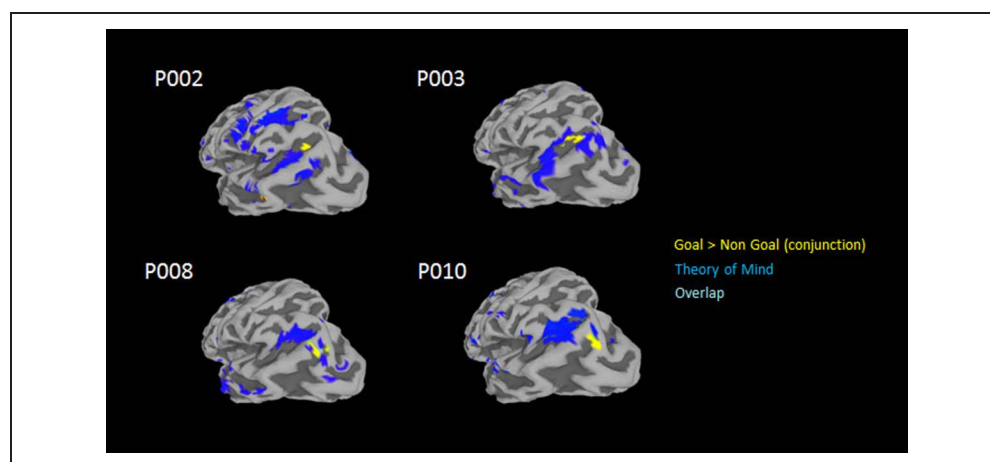 P002
P003
P008
P010
Goal > Non Goal (conjunction)
Theory of Mind
Overlap